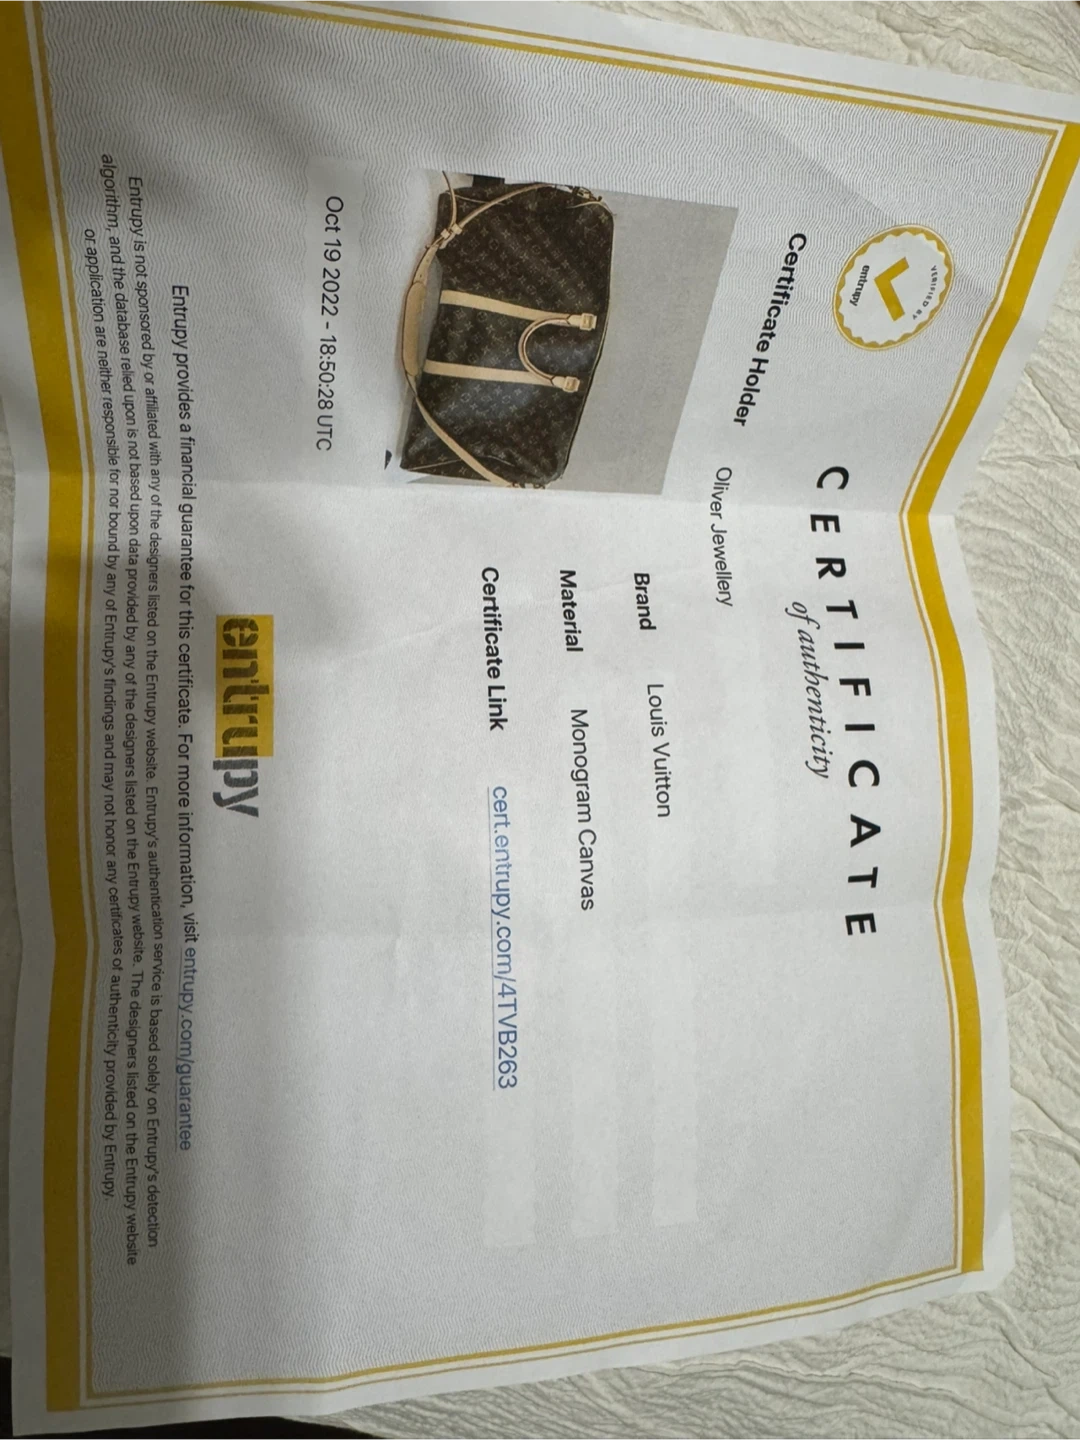 VERIFIED BY
entrupy
CERTIFICATE
of authenticity
Certificate Holder Oliver Jewellery
Brand Louis Vuitton
Material Monogram Canvas
Certificate Link cert.entrupy.com/4TVB263
Oct 19 2022 - 18:50:28 UTC
entrupy
Entrupy provides a financial guarantee for this certificate. For more information, visit entrupy.com/guarantee
Entrupy is not sponsored by or affiliated with any of the designers listed on the Entrupy website. Entrupy's authentication service is based solely on Entrupy's detection
algorithm, and the database relied upon is not based upon data provided by any of the designers listed on the Entrupy website. The designers listed on the Entrupy website
or application are neither responsible for nor bound by any of Entrupy's findings and may not honor any certificates of authenticity provided by Entrupy.